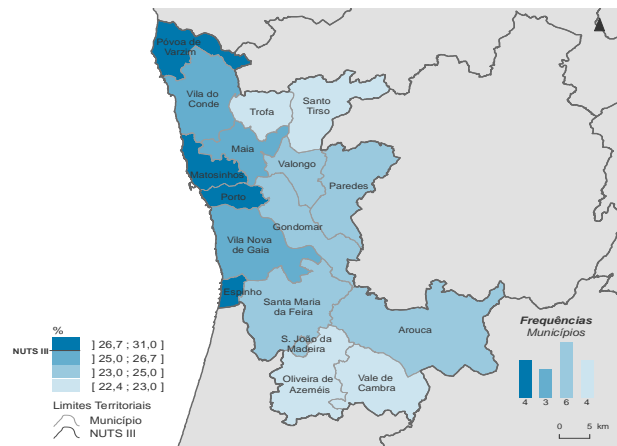 Póvoa de
Varzim
Vila do
Conde
Trofa
Santo
Tirso
Maia
Valongo
Matosinhos
Paredes
Porto
Gondomar
Vila Nova
de Gaia
Espinho
Santa Maria
da Feira
Arouca
S. João da
Madeira
Oliveira de
Azeméis
Vale de
Cambra
%
NUTS III
] 26,7 ; 31,0 ]
] 25,0 ; 26,7 ]
] 23,0 ; 25,0 ]
[ 22,4 ; 23,0 ]
Limites Territoriais
Município
NUTS III
Frequências
Municípios
4 3 6 4
0 5 km